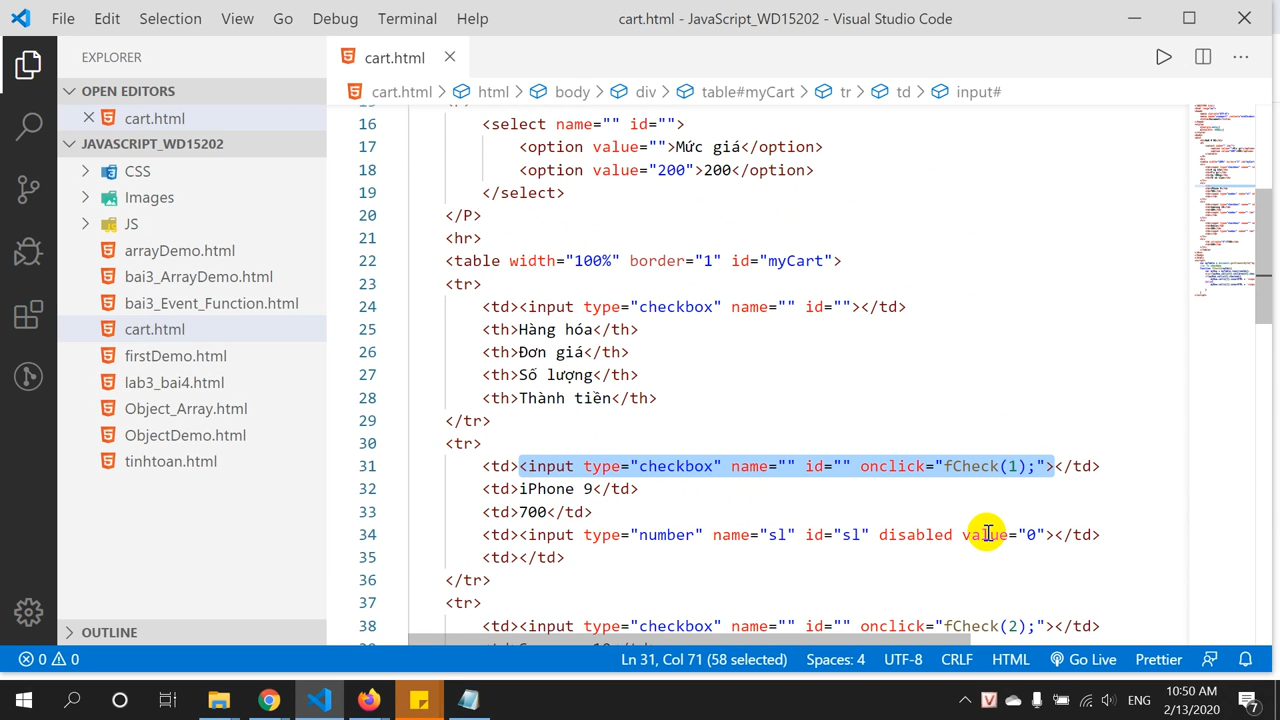 File Edit Selection View Go Debug Terminal Help cart.html - JavaScript_WD15202 - Visual Studio Code
EXPLORER
OPEN EDITORS
cart.html
JAVASCRIPT_WD15202
CSS
Images
JS
arrayDemo.html
bai3_ArrayDemo.html
bai3_Event_Function.html
cart.html
firstDemo.html
lab3_bai4.html
Object_Array.html
ObjectDemo.html
tinhtoan.html
OUTLINE
cart.html
cart.html > html > body > div > table#myCart > tr > td > input#
16 <select name="" id="">
17 <option value="">Mức giá</option>
18 <option value="200">200</option>
19 </select>
20 </P>
21 <hr>
22 <table width="100%" border="1" id="myCart">
23 <tr>
24 <td><input type="checkbox" name="" id=""></td>
25 <th>Hàng hóa</th>
26 <th>Đơn giá</th>
27 <th>Số lượng</th>
28 <th>Thành tiền</th>
29 </tr>
30 <tr>
31 <td><input type="checkbox" name="" id="" onclick="fCheck(1);"></td>
32 <td>iPhone 9</td>
33 <td>700</td>
34 <td><input type="number" name="sl" id="sl" disabled value="0"></td>
35 <td></td>
36 </tr>
37 <tr>
38 <td><input type="checkbox" name="" id="" onclick="fCheck(2);"></td>
0 0 Ln 31, Col 71 (58 selected) Spaces: 4 UTF-8 CRLF HTML Go Live Prettier
ENG 10:50 AM
2/13/2020 7